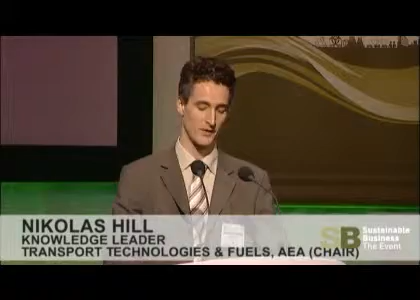 NIKOLAS HILL
KNOWLEDGE LEADER
TRANSPORT TECHNOLOGIES & FUELS, AEA (CHAIR)
SB Sustainable
Business
The Event